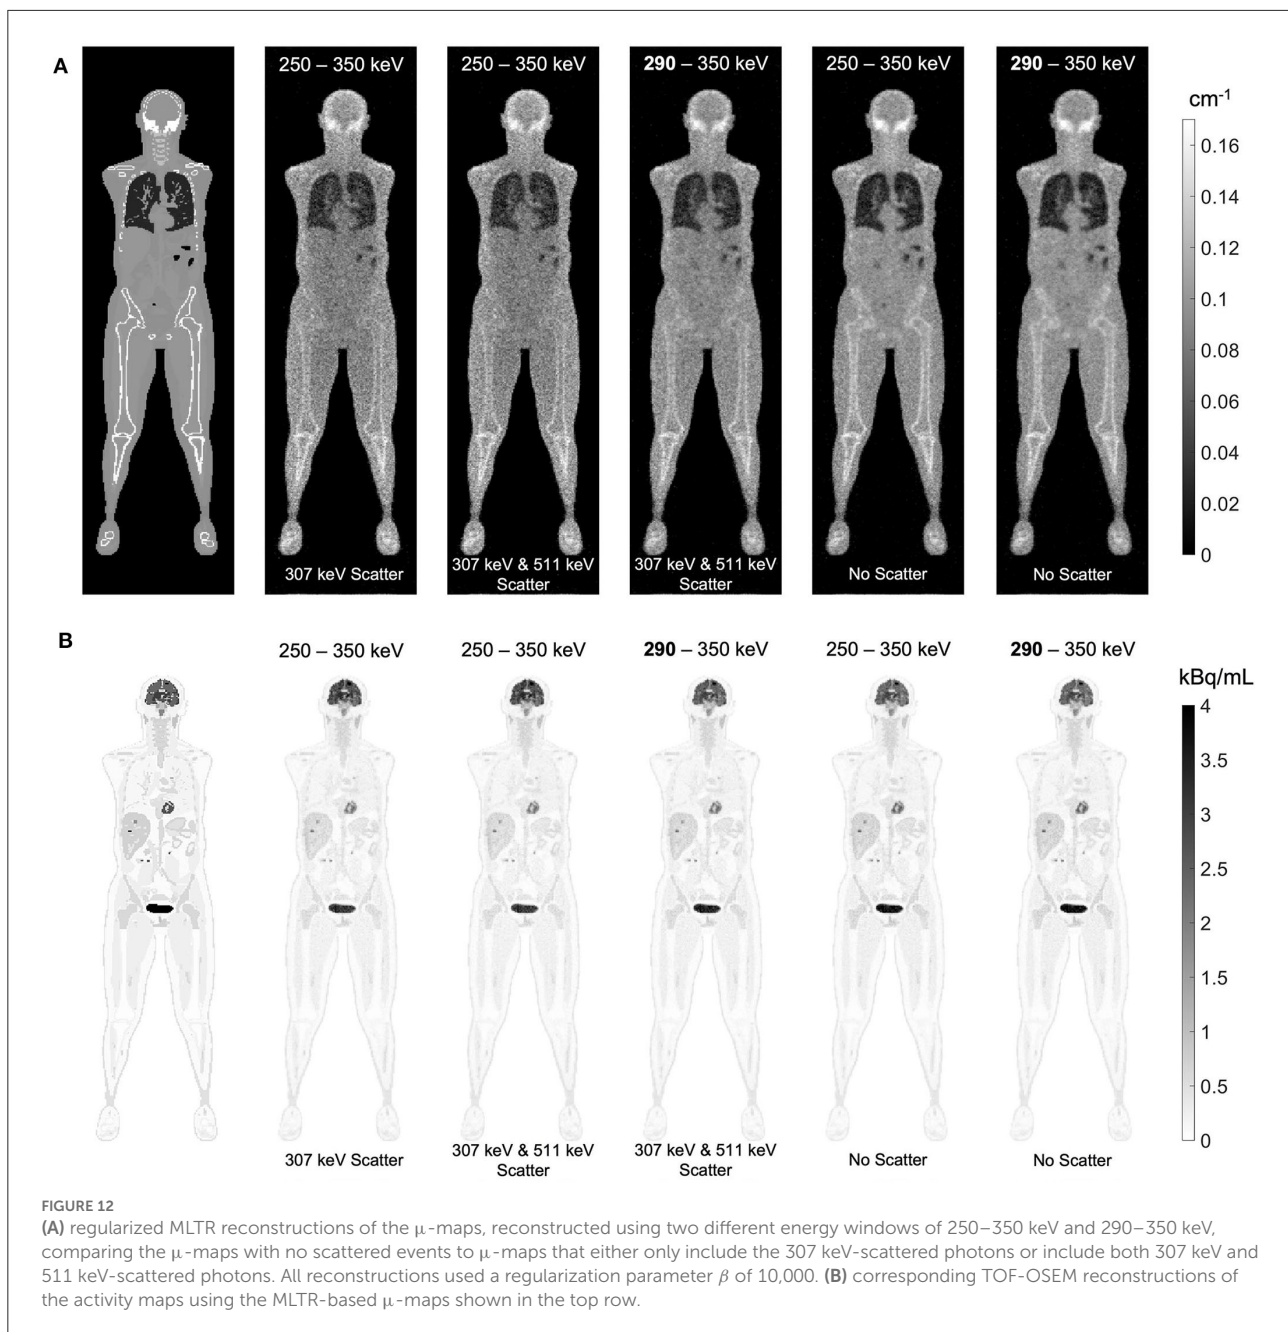 A
250 – 350 keV
250 – 350 keV
290 – 350 keV
250 – 350 keV
290 – 350 keV
cm-1
0.16
0.14
0.12
0.1
0.08
0.06
0.04
0.02
0
307 keV Scatter
307 keV & 511 keV
Scatter
307 keV & 511 keV
Scatter
No Scatter
No Scatter
B
250 – 350 keV
250 – 350 keV
290 – 350 keV
250 – 350 keV
290 – 350 keV
kBq/mL
4
3.5
3
2.5
2
1.5
1
0.5
0
307 keV Scatter
307 keV & 511 keV
Scatter
307 keV & 511 keV
Scatter
No Scatter
No Scatter
FIGURE 12
(A) regularized MLTR reconstructions of the μ-maps, reconstructed using two different energy windows of 250–350 keV and 290–350 keV,
comparing the μ-maps with no scattered events to μ-maps that either only include the 307 keV-scattered photons or include both 307 keV and
511 keV-scattered photons. All reconstructions used a regularization parameter β of 10,000. (B) corresponding TOF-OSEM reconstructions of
the activity maps using the MLTR-based μ-maps shown in the top row.